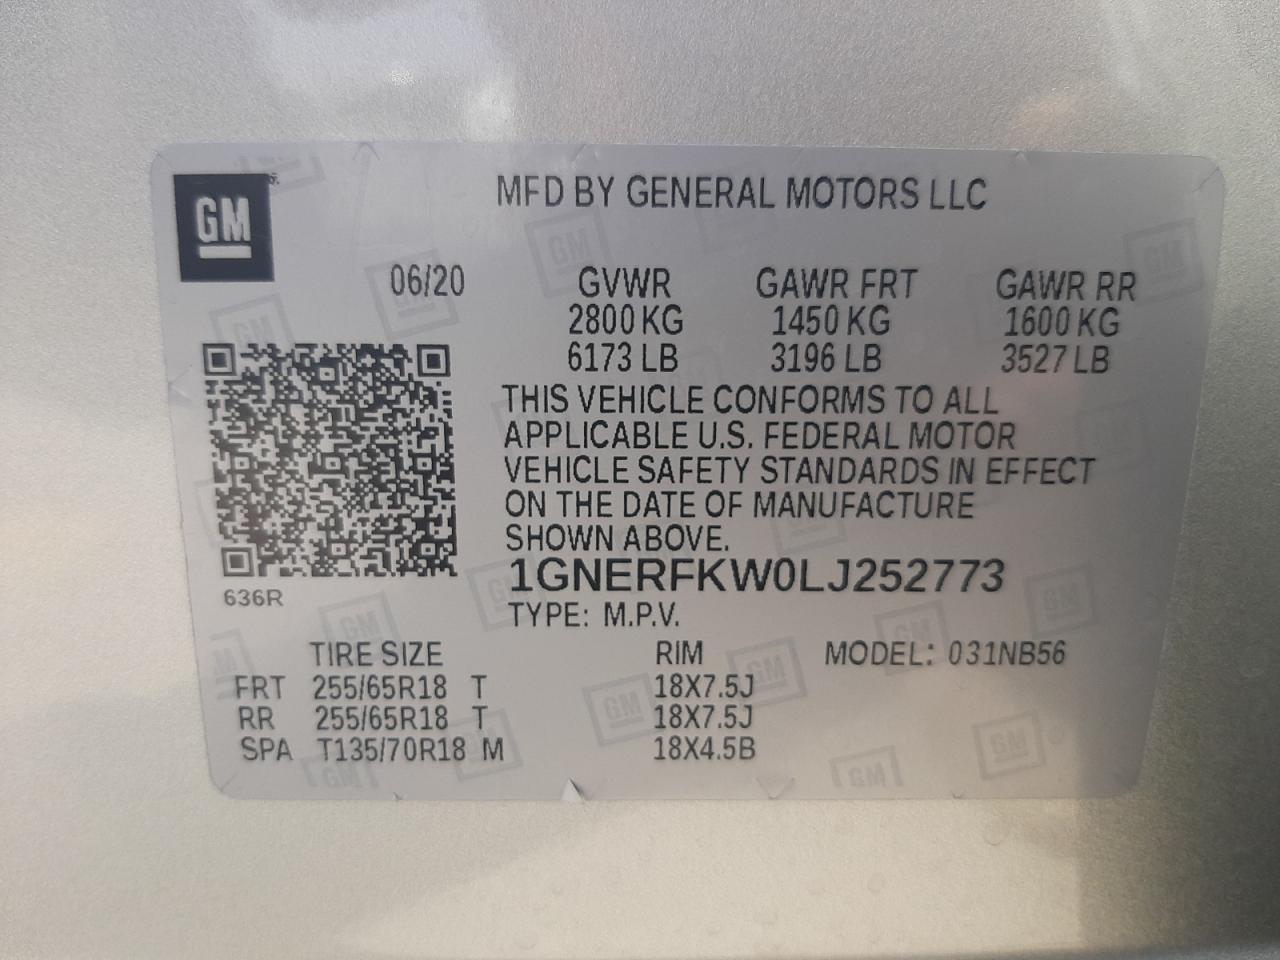 GM
MFD BY GENERAL MOTORS LLC
06/20 GVWR GAWR FRT GAWR RR
2800 KG 1450 KG 1600 KG
6173 LB 3196 LB 3527 LB
THIS VEHICLE CONFORMS TO ALL
APPLICABLE U.S. FEDERAL MOTOR
VEHICLE SAFETY STANDARDS IN EFFECT
ON THE DATE OF MANUFACTURE
SHOWN ABOVE.
1GNERFKW0LJ252773
636R
TYPE: M.P.V.
TIRE SIZE RIM MODEL: 031NB56
FRT 255/65R18 T 18X7.5J
RR 255/65R18 T 18X7.5J
SPA T135/70R18 M 18X4.5B